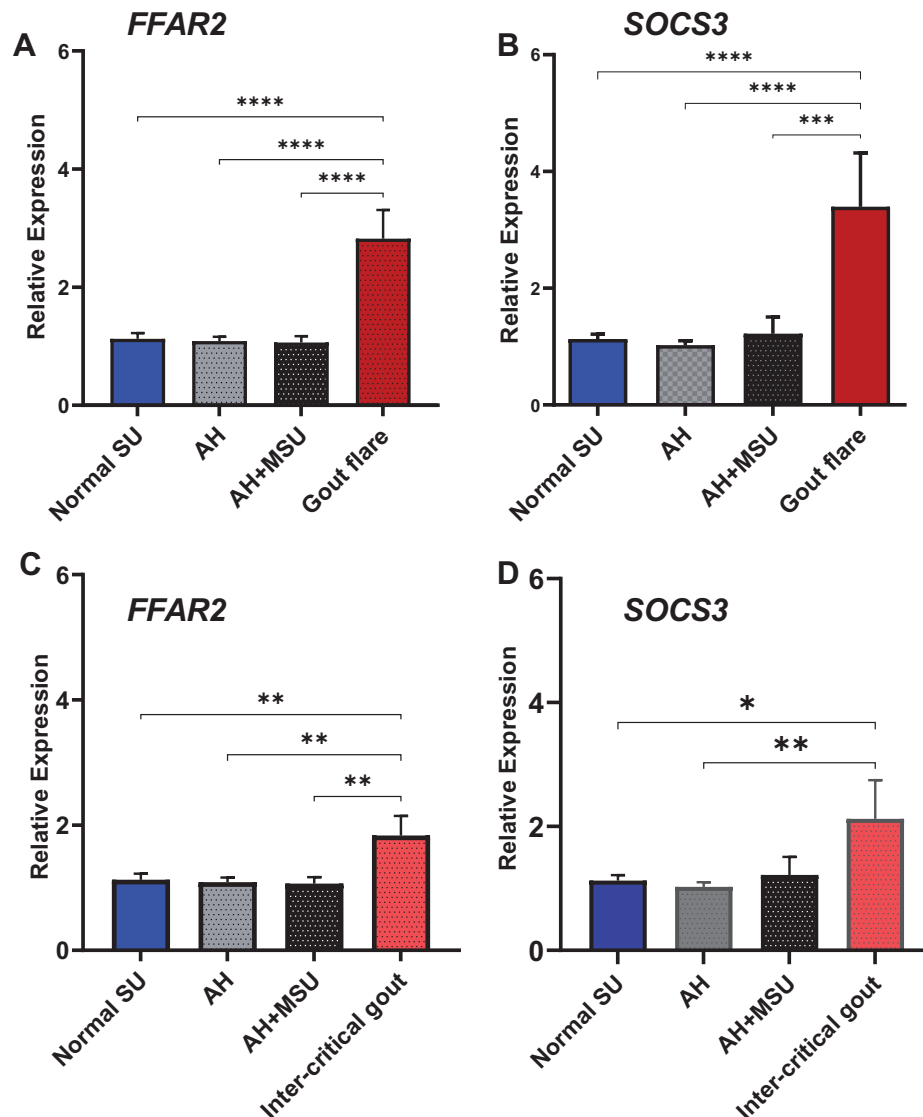 A
FFAR2
Relative Expression
6
4
2
0
****
****
****
Normal SU
AH
AH+MSU
Gout flare
B
SOCS3
Relative Expression
6
4
2
0
****
****
***
Normal SU
AH
AH+MSU
Gout flare
C
FFAR2
Relative Expression
6
4
2
0
**
**
**
Normal SU
AH
AH+MSU
Inter-critical gout
D
SOCS3
Relative Expression
6
4
2
0
*
**
Normal SU
AH
AH+MSU
Inter-critical gout